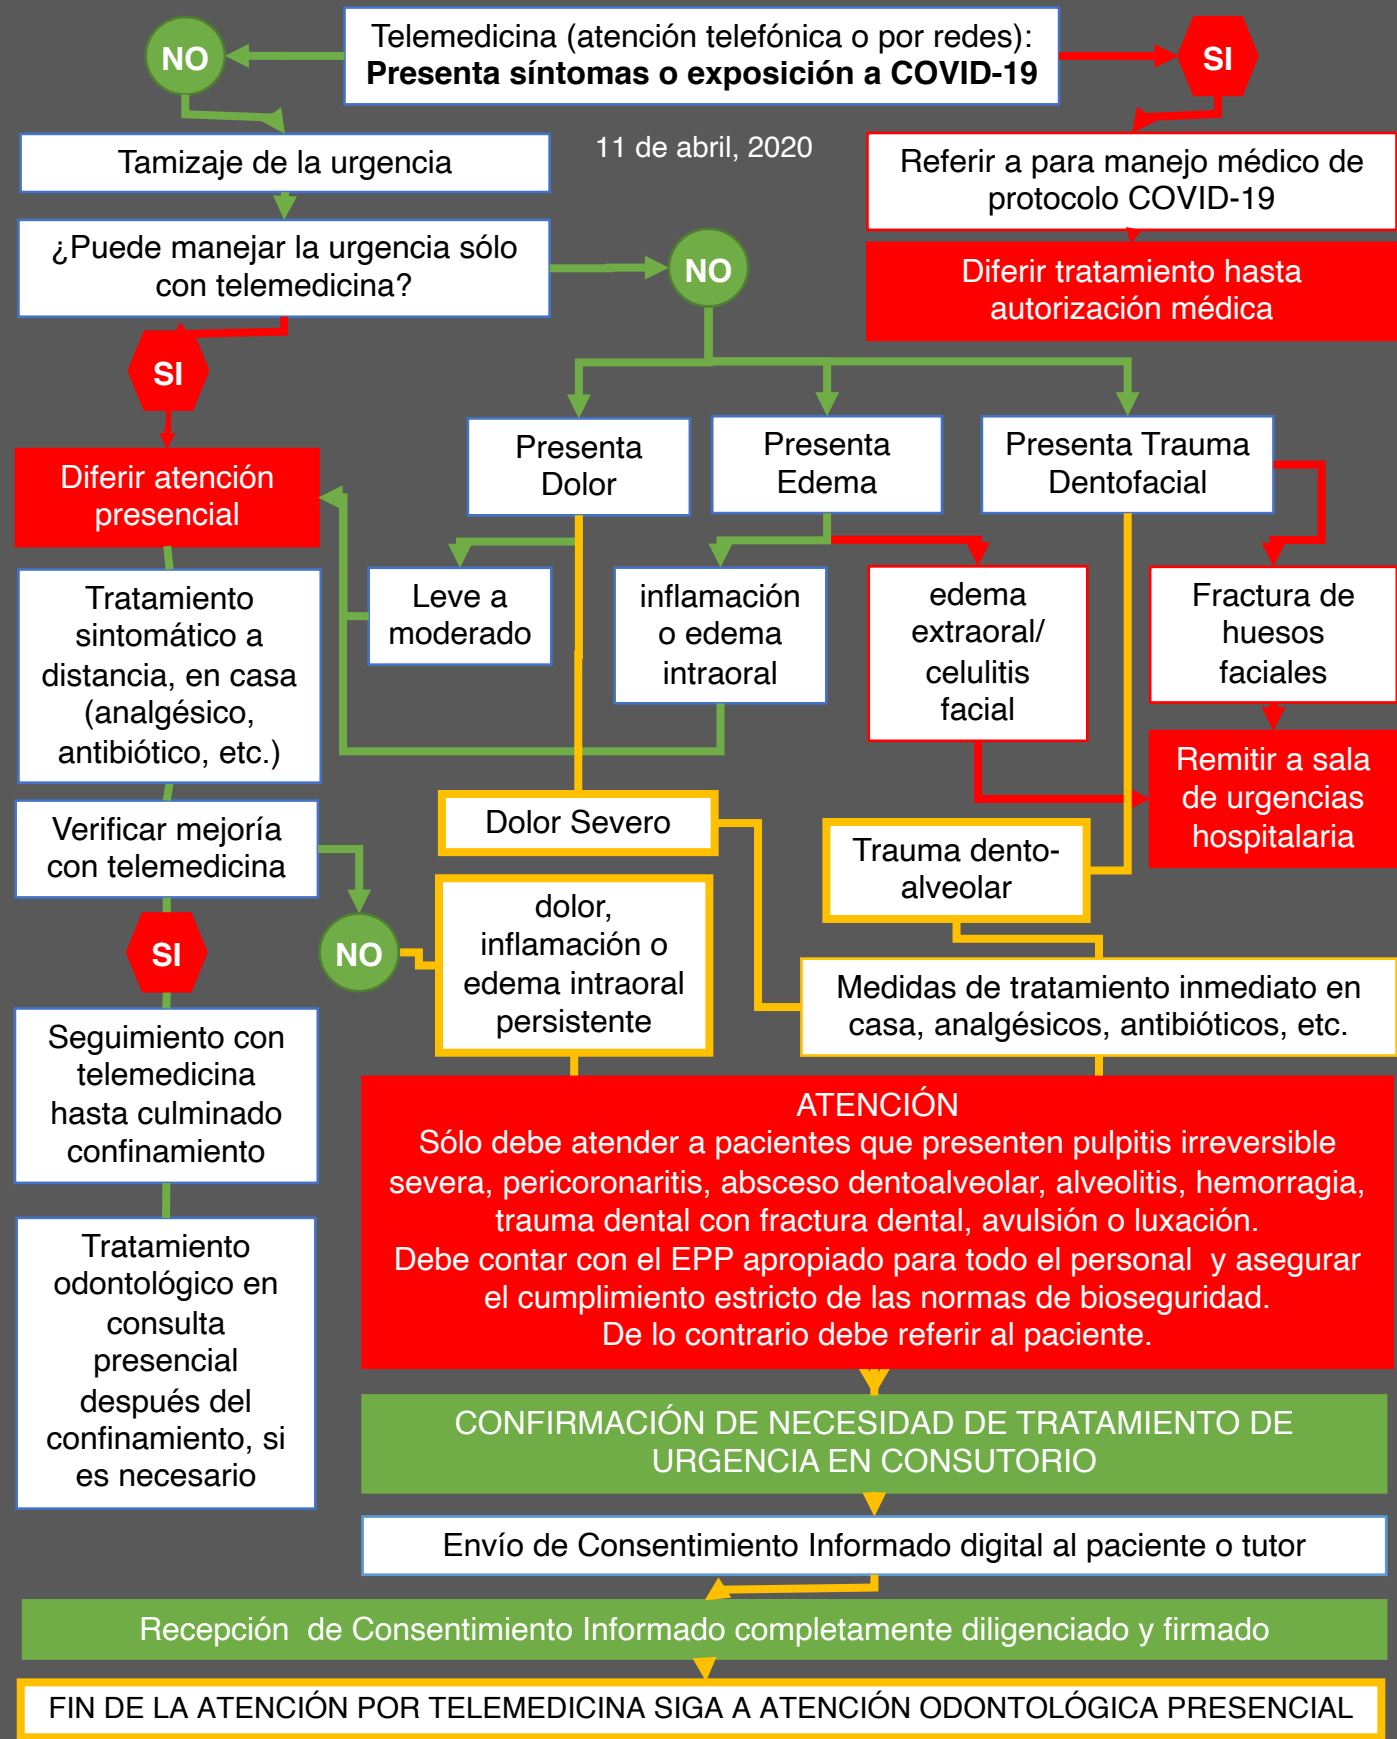 Telemedicina (atención telefónica o por redes):
Presenta síntomas o exposición a COVID-19
NO
SI
11 de abril, 2020
Tamizaje de la urgencia
Referir a para manejo médico de
protocolo COVID-19
Diferir tratamiento hasta
autorización médica
¿Puede manejar la urgencia sólo
con telemedicina?
NO
SI
Diferir atención
presencial
Presenta
Dolor
Presenta
Edema
Presenta Trauma
Dentofacial
Leve a
moderado
inflamación
o edema
intraoral
edema
extraoral/
celulitis
facial
Fractura de
huesos
faciales
Remitir a sala
de urgencias
hospitalaria
Tratamiento
sintomático a
distancia, en casa
(analgésico,
antibiótico, etc.)
Verificar mejoría
con telemedicina
Dolor Severo
Trauma dento-
alveolar
SI
NO
dolor,
inflamación o
edema intraoral
persistente
Medidas de tratamiento inmediato en
casa, analgésicos, antibióticos, etc.
Seguimiento con
telemedicina
hasta culminado
confinamiento
Tratamiento
odontológico en
consulta
presencial
después del
confinamiento, si
es necesario
ATENCIÓN
Sólo debe atender a pacientes que presenten pulpitis irreversible
severa, pericoronaritis, absceso dentoalveolar, alveolitis, hemorragia,
trauma dental con fractura dental, avulsión o luxación.
Debe contar con el EPP apropiado para todo el personal  y asegurar
el cumplimiento estricto de las normas de bioseguridad.
De lo contrario debe referir al paciente.
CONFIRMACIÓN DE NECESIDAD DE TRATAMIENTO DE
URGENCIA EN CONSUTORIO
Envío de Consentimiento Informado digital al paciente o tutor
Recepción  de Consentimiento Informado completamente diligenciado y firmado
FIN DE LA ATENCIÓN POR TELEMEDICINA SIGA A ATENCIÓN ODONTOLÓGICA PRESENCIAL